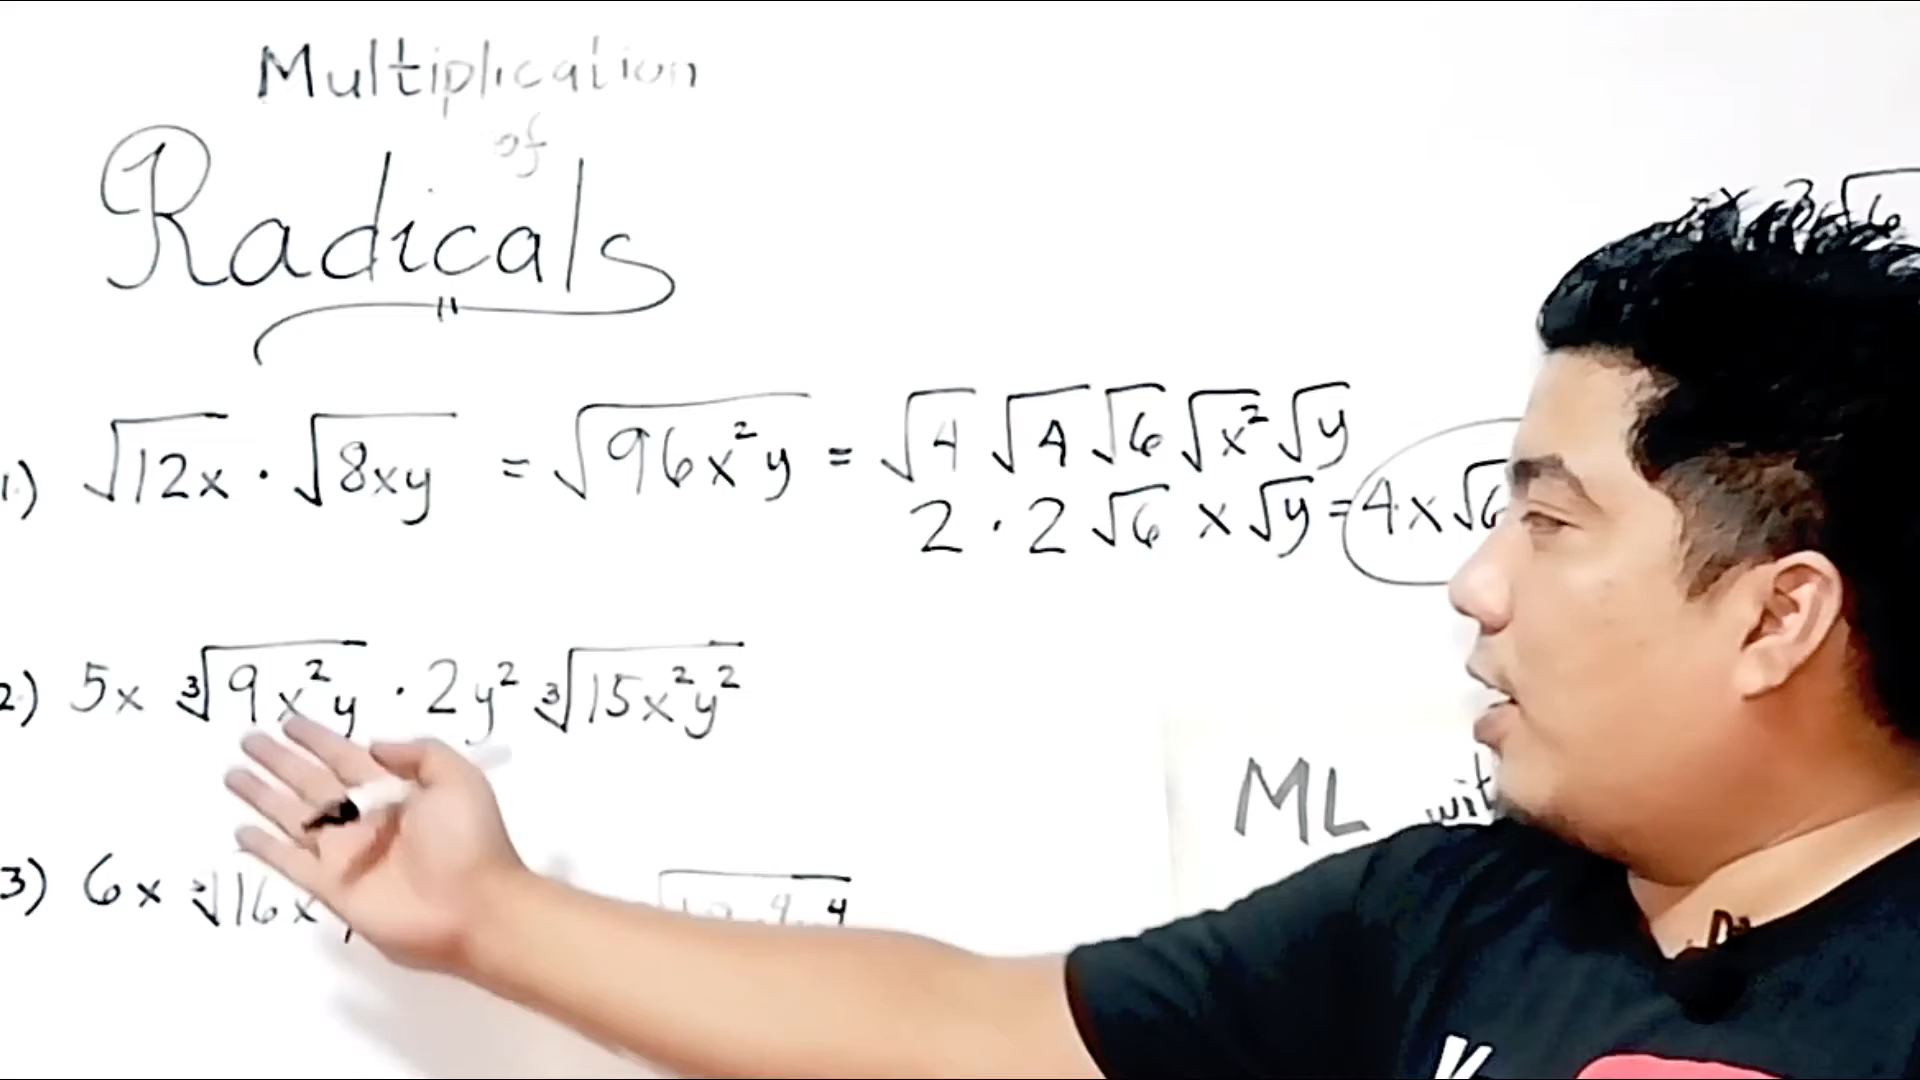 Multiplication
of
Radicals
1) √12x · √8xy = √96x²y = √4 √4 √6 √x² √y
2 · 2 √6 x √y = 4x√6
2) 5x ∛9x²y · 2y² ∛15x²y²
3) 6x ∛16x
ML